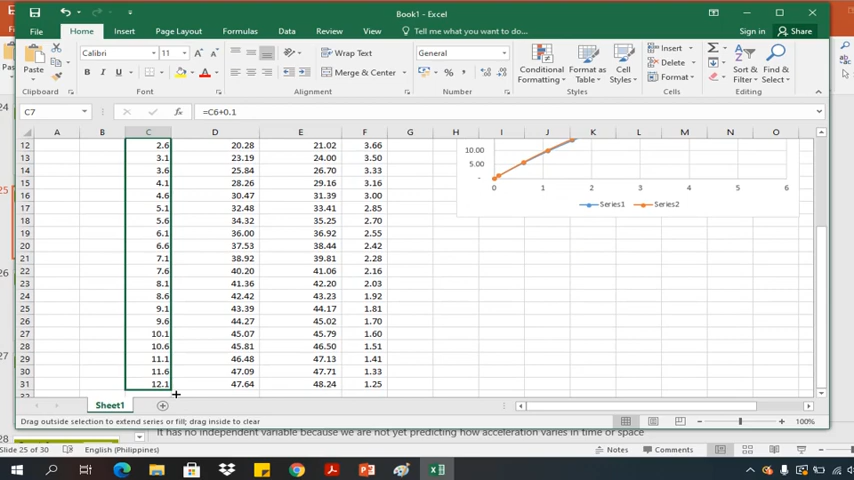 Book1 - Excel
Sign in
Share
File Home Insert Page Layout Formulas Data Review View Tell me what you want to do
Paste
Calibri 11
Wrap Text
General
Insert
B I U
Merge & Center
% ,
Conditional Formatting
Format as Table
Cell Styles
Delete
Format
Sort & Filter
Find & Select
Clipboard Font Alignment Number Styles Cells Editing
C7 =C6+0.1
A B C D E F G H I J K L M N O
12 2.6 20.28 21.02 3.66
13 3.1 23.19 24.00 3.50
14 3.6 25.84 26.70 3.33
15 4.1 28.26 29.16 3.16
16 4.6 30.47 31.39 3.00
17 5.1 32.48 33.41 2.85
18 5.6 34.32 35.25 2.70
19 6.1 36.00 36.92 2.55
20 6.6 37.53 38.44 2.42
21 7.1 38.92 39.81 2.28
22 7.6 40.20 41.06 2.16
23 8.1 41.36 42.20 2.03
24 8.6 42.42 43.23 1.92
25 9.1 43.39 44.17 1.81
26 9.6 44.27 45.02 1.70
27 10.1 45.07 45.79 1.60
28 10.6 45.81 46.50 1.51
29 11.1 46.48 47.13 1.41
30 11.6 47.09 47.71 1.33
31 12.1 47.64 48.24 1.25
10.00
5.00
-
0 1 2 3 4 5 6
Series1 Series2
Sheet1
Drag outside selection to extend series or fill; drag inside to clear
100%
24
25
26
27
28
It has no independent variable because we are not yet predicting how acceleration varies in time or space
Slide 25 of 30 English (Philippines) Notes Comments